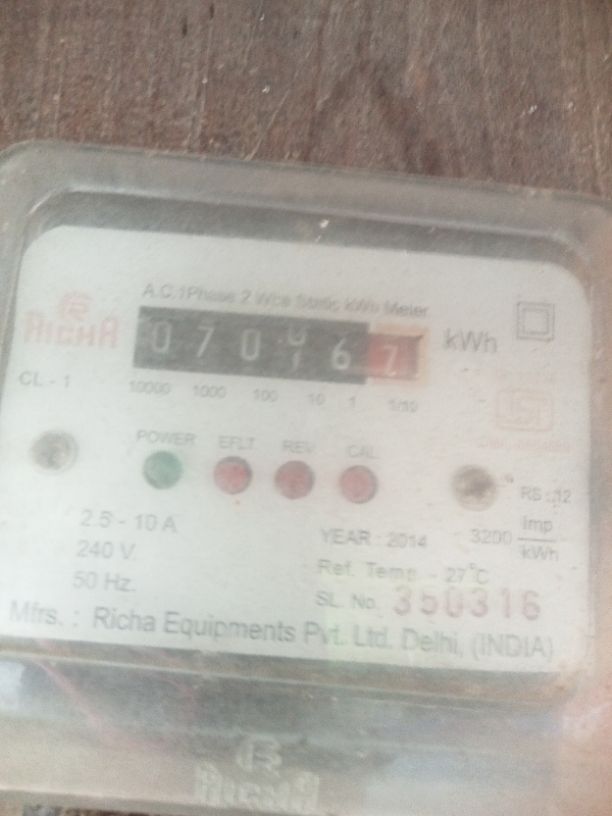 A.C.1Phase 2 Wire Static kWh Meter
RICHA
0 7 0 6 7 kWh
CL - 1
10000 1000 100 10 1 1/10
POWER EFLT REV CAL
2.5 - 10 A
240 V.
50 Hz.
YEAR : 2014
3200 imp/kWh
Ref. Temp - 27°C
SL. No. 350316
Mfrs. : Richa Equipments Pvt. Ltd. Delhi, (INDIA)
RICHA